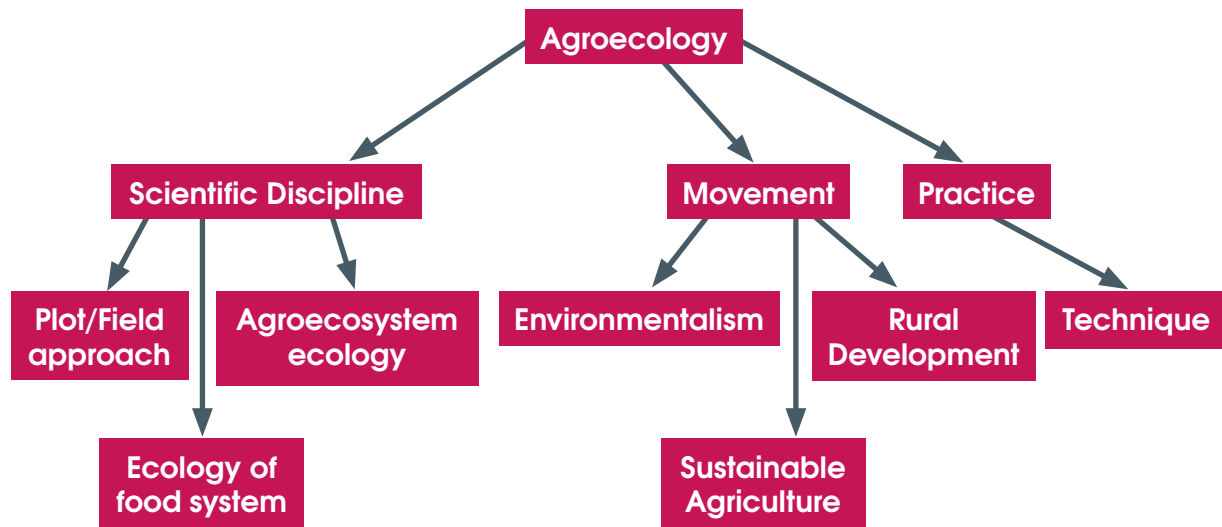 Agroecology
Scientific Discipline
Movement
Practice
Plot/Field
approach
Agroecosystem
ecology
Environmentalism
Rural
Development
Technique
Ecology of
food system
Sustainable
Agriculture